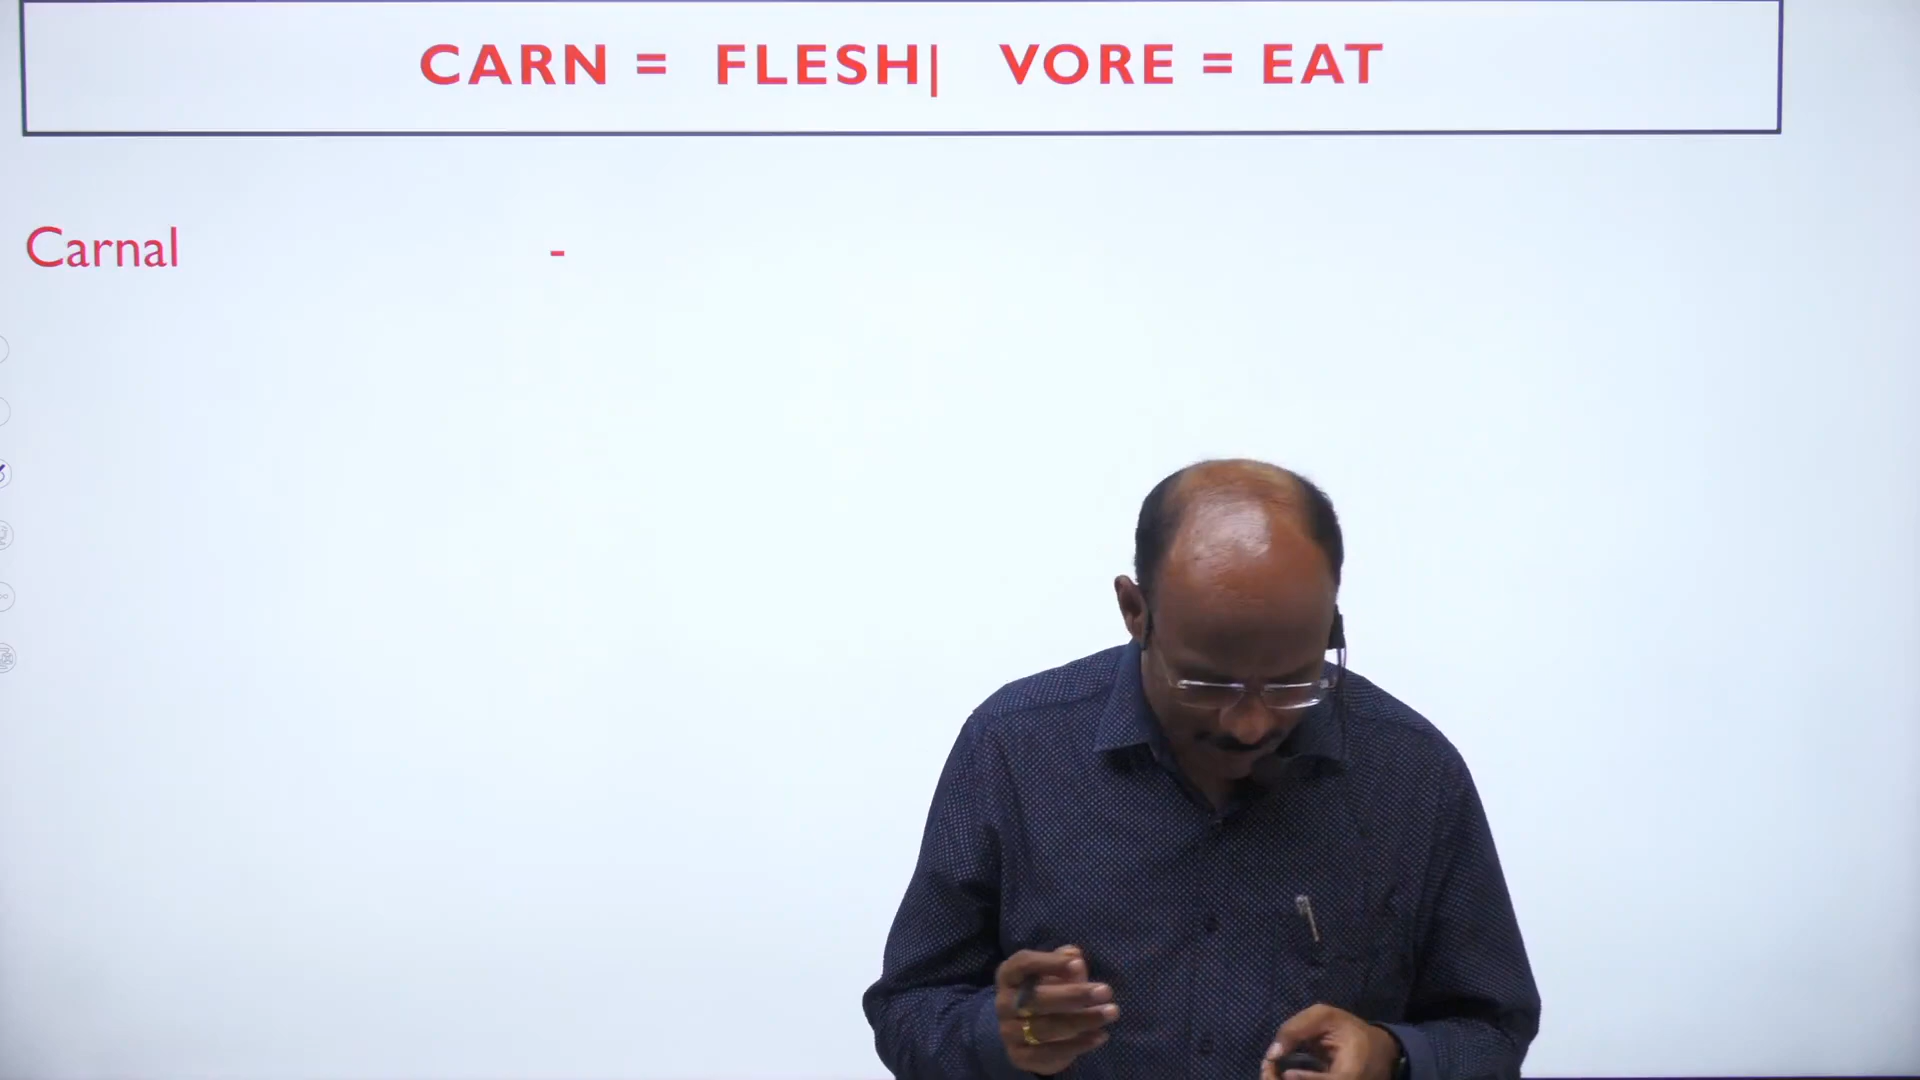 CARN = FLESH| VORE = EAT
Carnal -